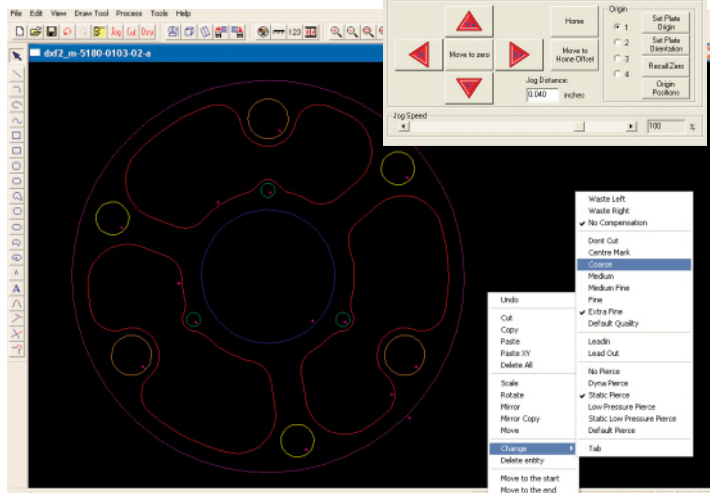 File Edit View Draw Tool Process Tools Help
Jog Cut Dry 123
dxf2_m-5180-0103-02-a
A
Move to zero
Home
Move to
Home Offset
Jog Distance:
0.040 inches
Origin
1
2
3
4
Set Plate
Origin
Set Plate
Orientation
Recall Zero
Origin
Positions
Jog Speed
100 %
Undo
Cut
Copy
Paste
Paste XY
Delete All
Scale
Rotate
Mirror
Mirror Copy
Move
Change
Delete entity
Move to the start
Move to the end
Waste Left
Waste Right
No Compensation
Dont Cut
Centre Mark
Coarse
Medium
Medium Fine
Fine
Extra Fine
Default Quality
Leadin
Lead Out
No Pierce
Dyna Pierce
Static Pierce
Low Pressure Pierce
Static Low Pressure Pierce
Default Pierce
Tab